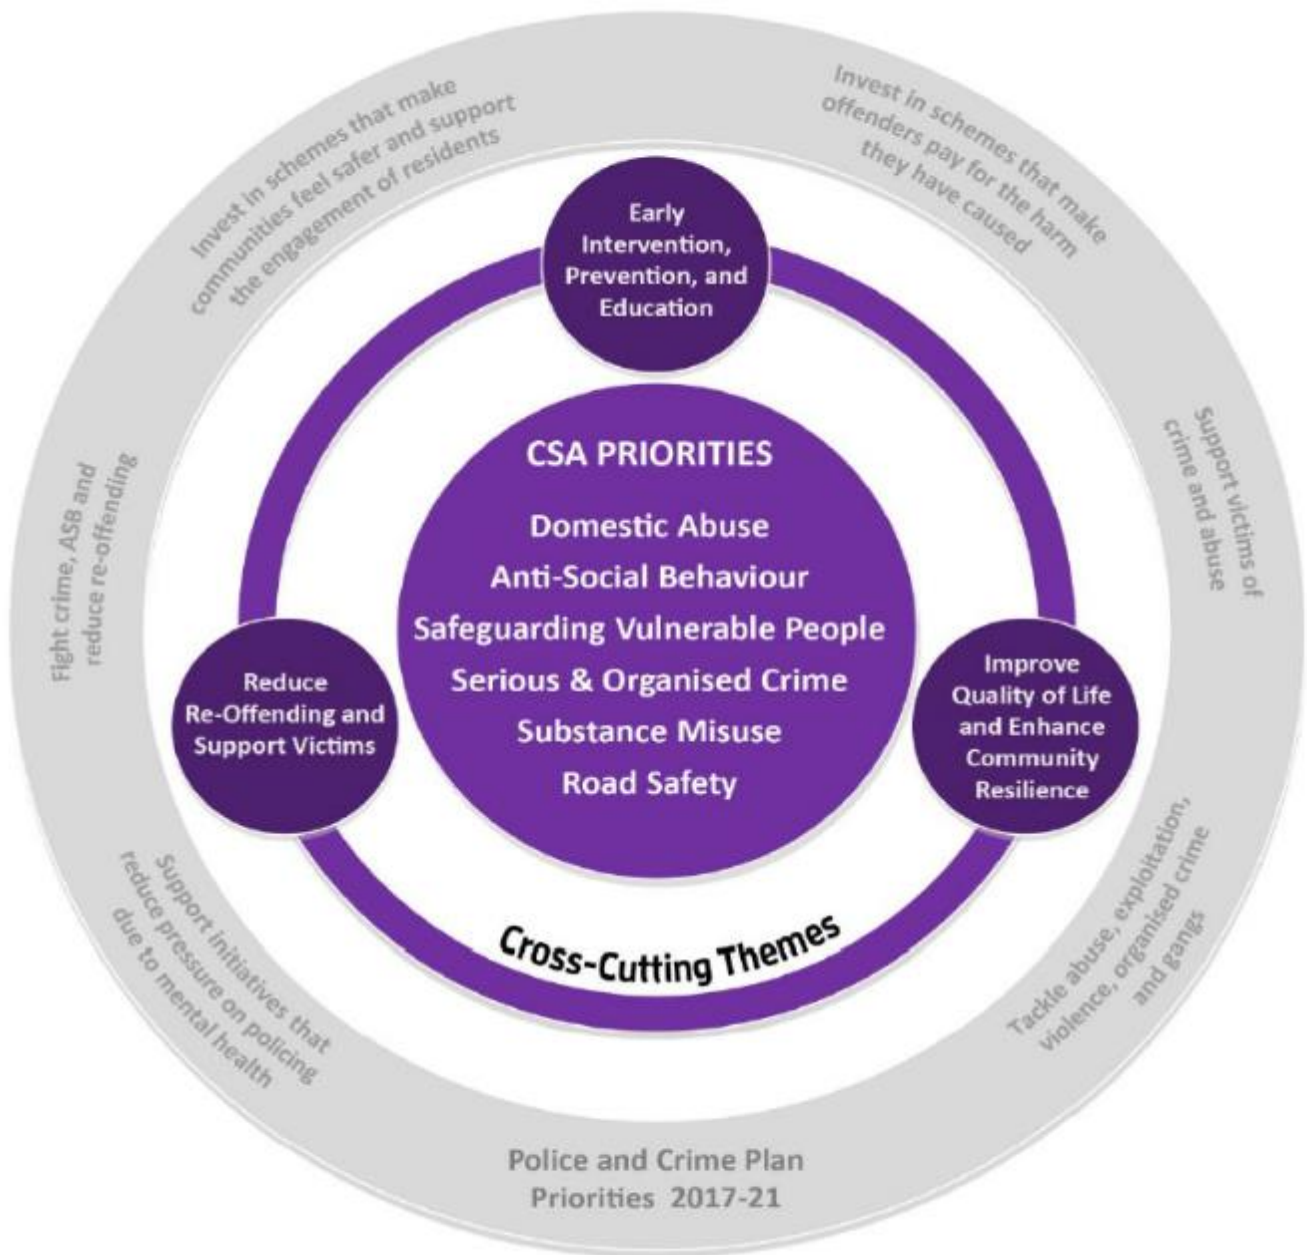 Invest in schemes that make
communities feel safer and support
the engagement of residents
Invest in schemes that make
offenders pay for the harm
they have caused
Early
Intervention,
Prevention, and
Education
CSA PRIORITIES
Domestic Abuse
Anti-Social Behaviour
Safeguarding Vulnerable People
Serious & Organised Crime
Substance Misuse
Road Safety
Fight crime, ASB and
reduce re-offending
Support victims of
crime and abuse
Reduce
Re-Offending and
Support Victims
Improve
Quality of Life
and Enhance
Community
Resilience
Cross-Cutting Themes
Support initiatives that
reduce pressure on policing
due to mental health
Tackle abuse, exploitation,
violence, organised crime
and gangs
Police and Crime Plan
Priorities 2017-21